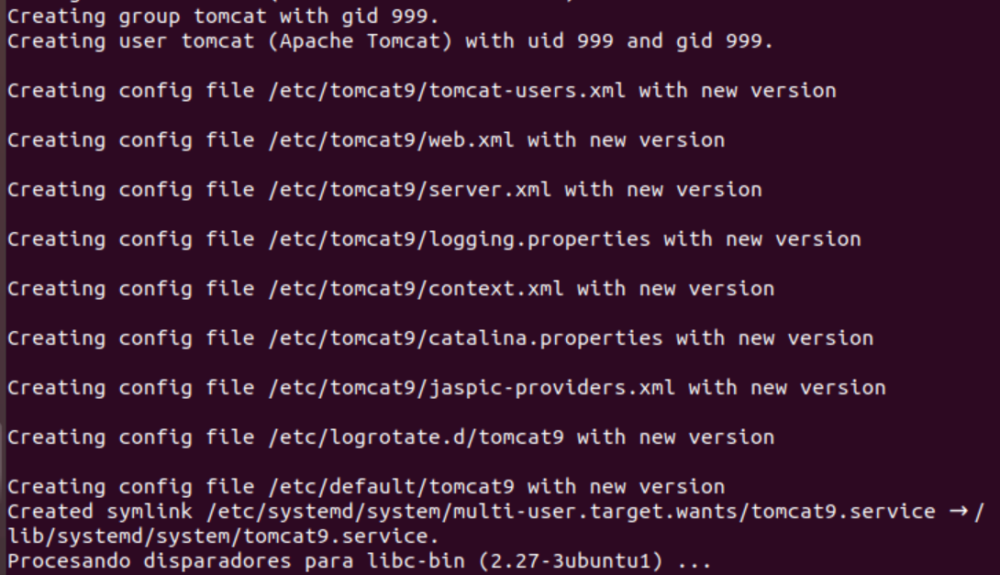 Creating group tomcat with gid 999.
Creating user tomcat (Apache Tomcat) with uid 999 and gid 999.
Creating config file /etc/tomcat9/tomcat-users.xml with new version
Creating config file /etc/tomcat9/web.xml with new version
Creating config file /etc/tomcat9/server.xml with new version
Creating config file /etc/tomcat9/logging.properties with new version
Creating config file /etc/tomcat9/context.xml with new version
Creating config file /etc/tomcat9/catalina.properties with new version
Creating config file /etc/tomcat9/jaspic-providers.xml with new version
Creating config file /etc/logrotate.d/tomcat9 with new version
Creating config file /etc/default/tomcat9 with new version
Created symlink /etc/systemd/system/multi-user.target.wants/tomcat9.service → /
lib/systemd/system/tomcat9.service.
Procesando disparadores para libc-bin (2.27-3ubuntu1) ...